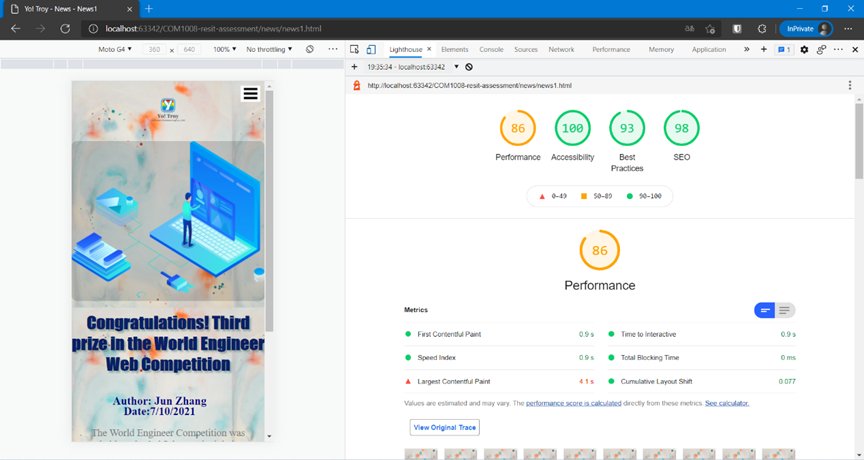 Yo! Troy - News - News1
localhost:63342/COM1008-resit-assessment/news/news1.html
InPrivate
Moto G4 360 x 640 100% No throttling
Lighthouse Elements Console Sources Network Performance Memory Application 1
19:35:34 - localhost:63342
http://localhost:63342/COM1008-resit-assessment/news/news1.html
Yo! Troy
86 100 93 98
Performance Accessibility Best Practices SEO
0–49 50–89 90–100
86
Performance
Metrics
First Contentful Paint 0.9 s Time to Interactive 0.9 s
Speed Index 0.9 s Total Blocking Time 0 ms
Largest Contentful Paint 4.1 s Cumulative Layout Shift 0.077
Values are estimated and may vary. The performance score is calculated directly from these metrics. See calculator.
View Original Trace
Congratulations! Third
prize in the World Engineer
Web Competition
Author: Jun Zhang
Date:7/10/2021
The World Engineer Competition was